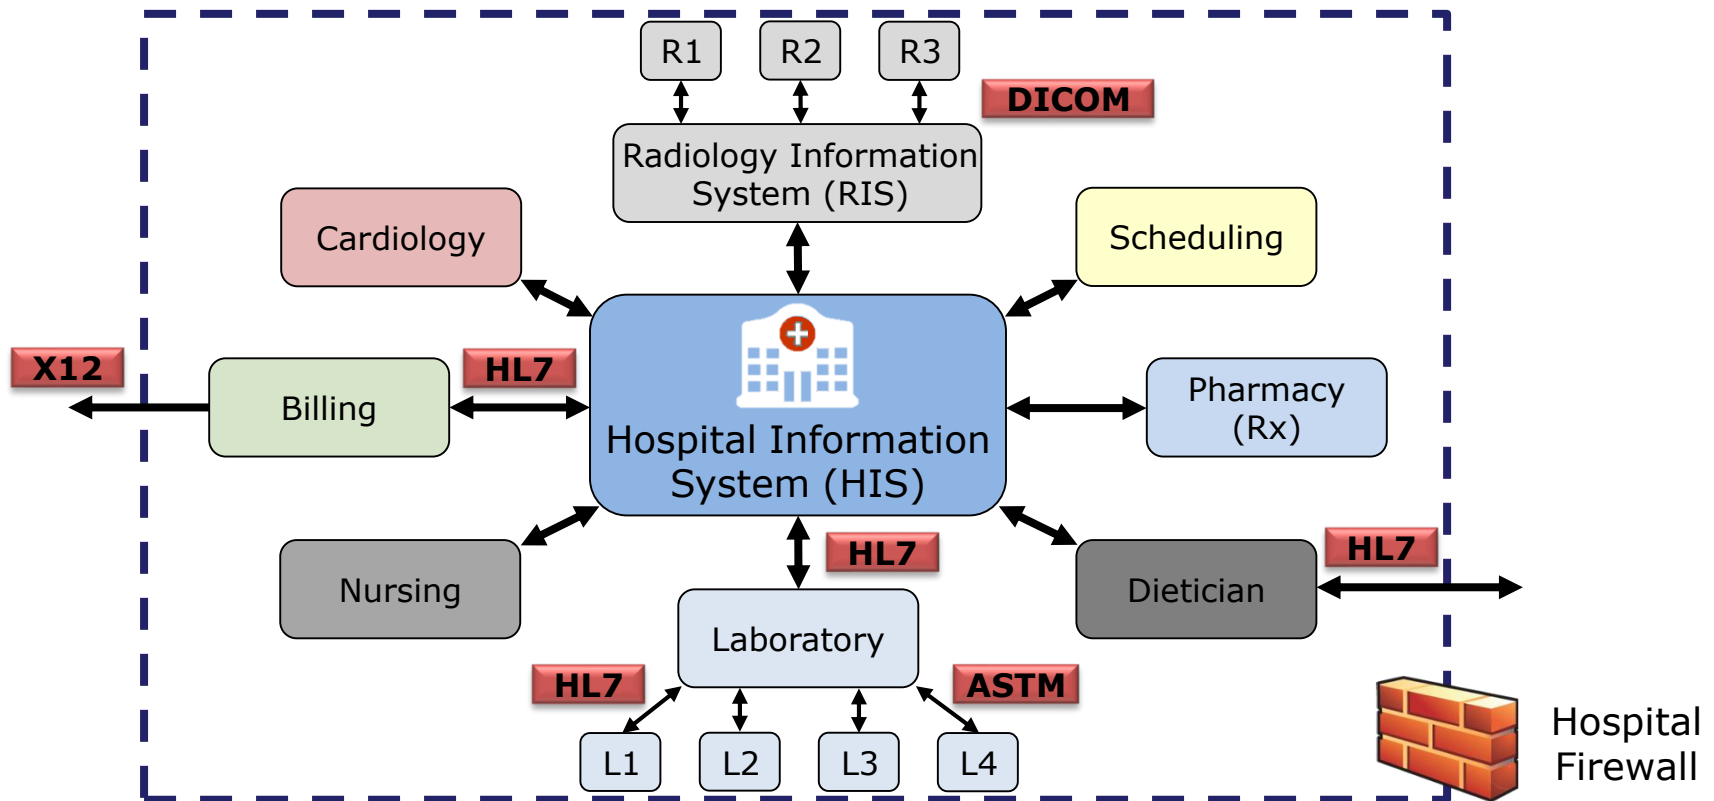 R1
R2
R3
DICOM
Radiology Information
System (RIS)
Cardiology
Scheduling
X12
HL7
Billing
Hospital Information
System (HIS)
Pharmacy
(Rx)
HL7
HL7
Nursing
Dietician
Laboratory
HL7
ASTM
L1
L2
L3
L4
Hospital
Firewall